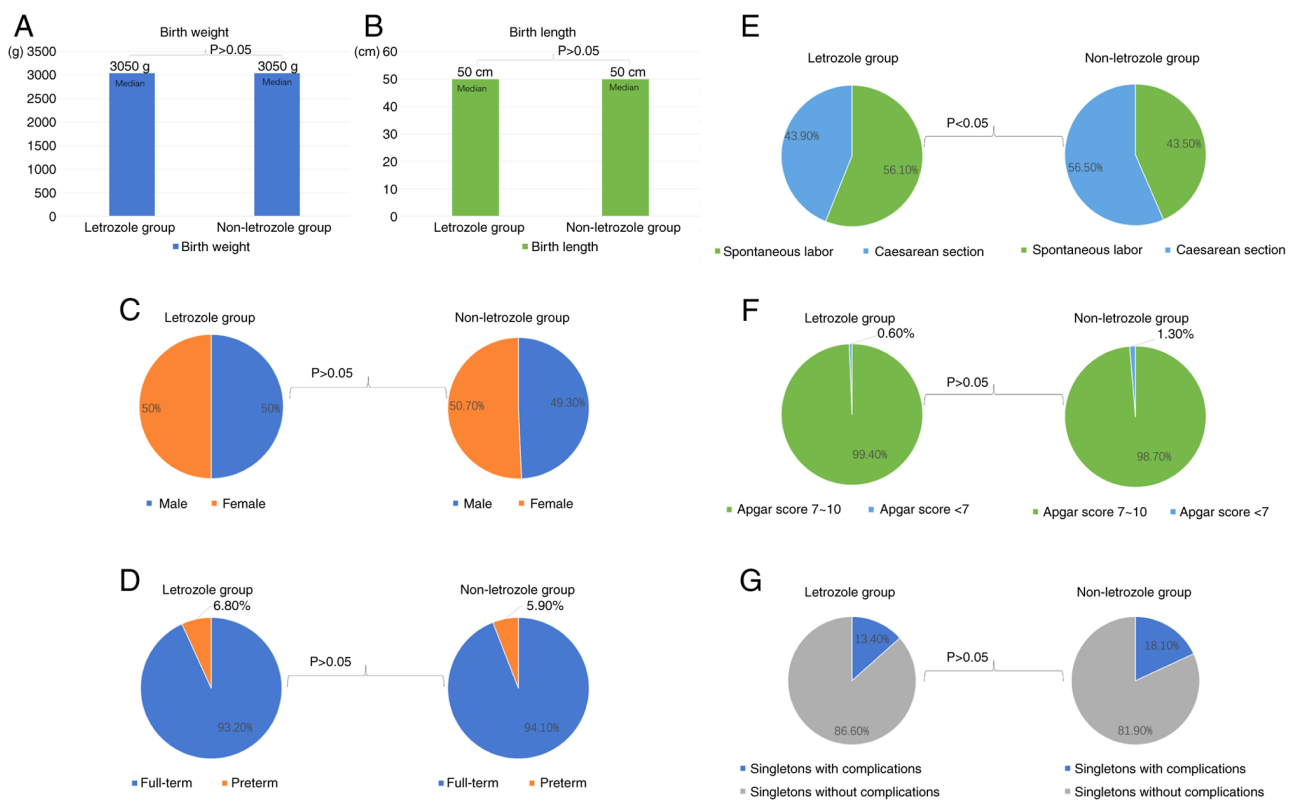 A
Birth weight
(g) 3500
P>0.05
3050 g
3050 g
Median
Median
3000
2500
2000
1500
1000
500
0
Letrozole group
Non-letrozole group
Birth weight
B
Birth length
(cm) 60
P>0.05
50 cm
50 cm
Median
Median
50
40
30
20
10
0
Letrozole group
Non-letrozole group
Birth length
C
Letrozole group
Non-letrozole group
P>0.05
50%
50%
50.70%
49.30%
Male
Female
Male
Female
D
Letrozole group
Non-letrozole group
6.80%
5.90%
P>0.05
93.20%
94.10%
Full-term
Preterm
Full-term
Preterm
E
Letrozole group
Non-letrozole group
P<0.05
43.90%
56.10%
56.50%
43.50%
Spontaneous labor
Caesarean section
Spontaneous labor
Caesarean section
F
Letrozole group
Non-letrozole group
0.60%
1.30%
P>0.05
99.40%
98.70%
Apgar score 7~10
Apgar score <7
Apgar score 7~10
Apgar score <7
G
Letrozole group
Non-letrozole group
13.40%
18.10%
P>0.05
86.60%
81.90%
Singletons with complications
Singletons without complications
Singletons with complications
Singletons without complications